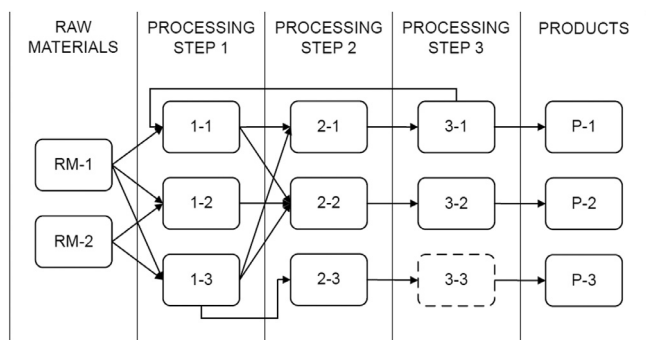 RAW
MATERIALS
PROCESSING
STEP 1
PROCESSING
STEP 2
PROCESSING
STEP 3
PRODUCTS
1-1
2-1
3-1
P-1
RM-1
1-2
2-2
3-2
P-2
RM-2
1-3
2-3
3-3
P-3